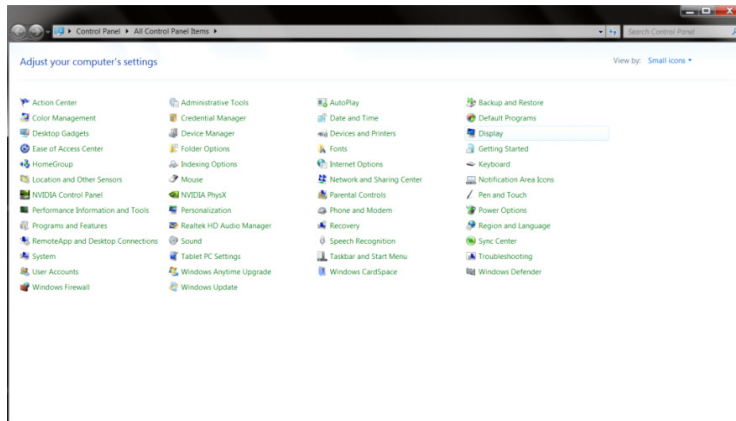 Control Panel ▸ All Control Panel Items ▸
Search Control Panel
Adjust your computer's settings
View by: Small icons
Action Center
Administrative Tools
AutoPlay
Backup and Restore
Color Management
Credential Manager
Date and Time
Default Programs
Desktop Gadgets
Device Manager
Devices and Printers
Display
Ease of Access Center
Folder Options
Fonts
Getting Started
HomeGroup
Indexing Options
Internet Options
Keyboard
Location and Other Sensors
Mouse
Network and Sharing Center
Notification Area Icons
NVIDIA Control Panel
NVIDIA PhysX
Parental Controls
Pen and Touch
Performance Information and Tools
Personalization
Phone and Modem
Power Options
Programs and Features
Realtek HD Audio Manager
Recovery
Region and Language
RemoteApp and Desktop Connections
Sound
Speech Recognition
Sync Center
System
Tablet PC Settings
Taskbar and Start Menu
Troubleshooting
User Accounts
Windows Anytime Upgrade
Windows CardSpace
Windows Defender
Windows Firewall
Windows Update